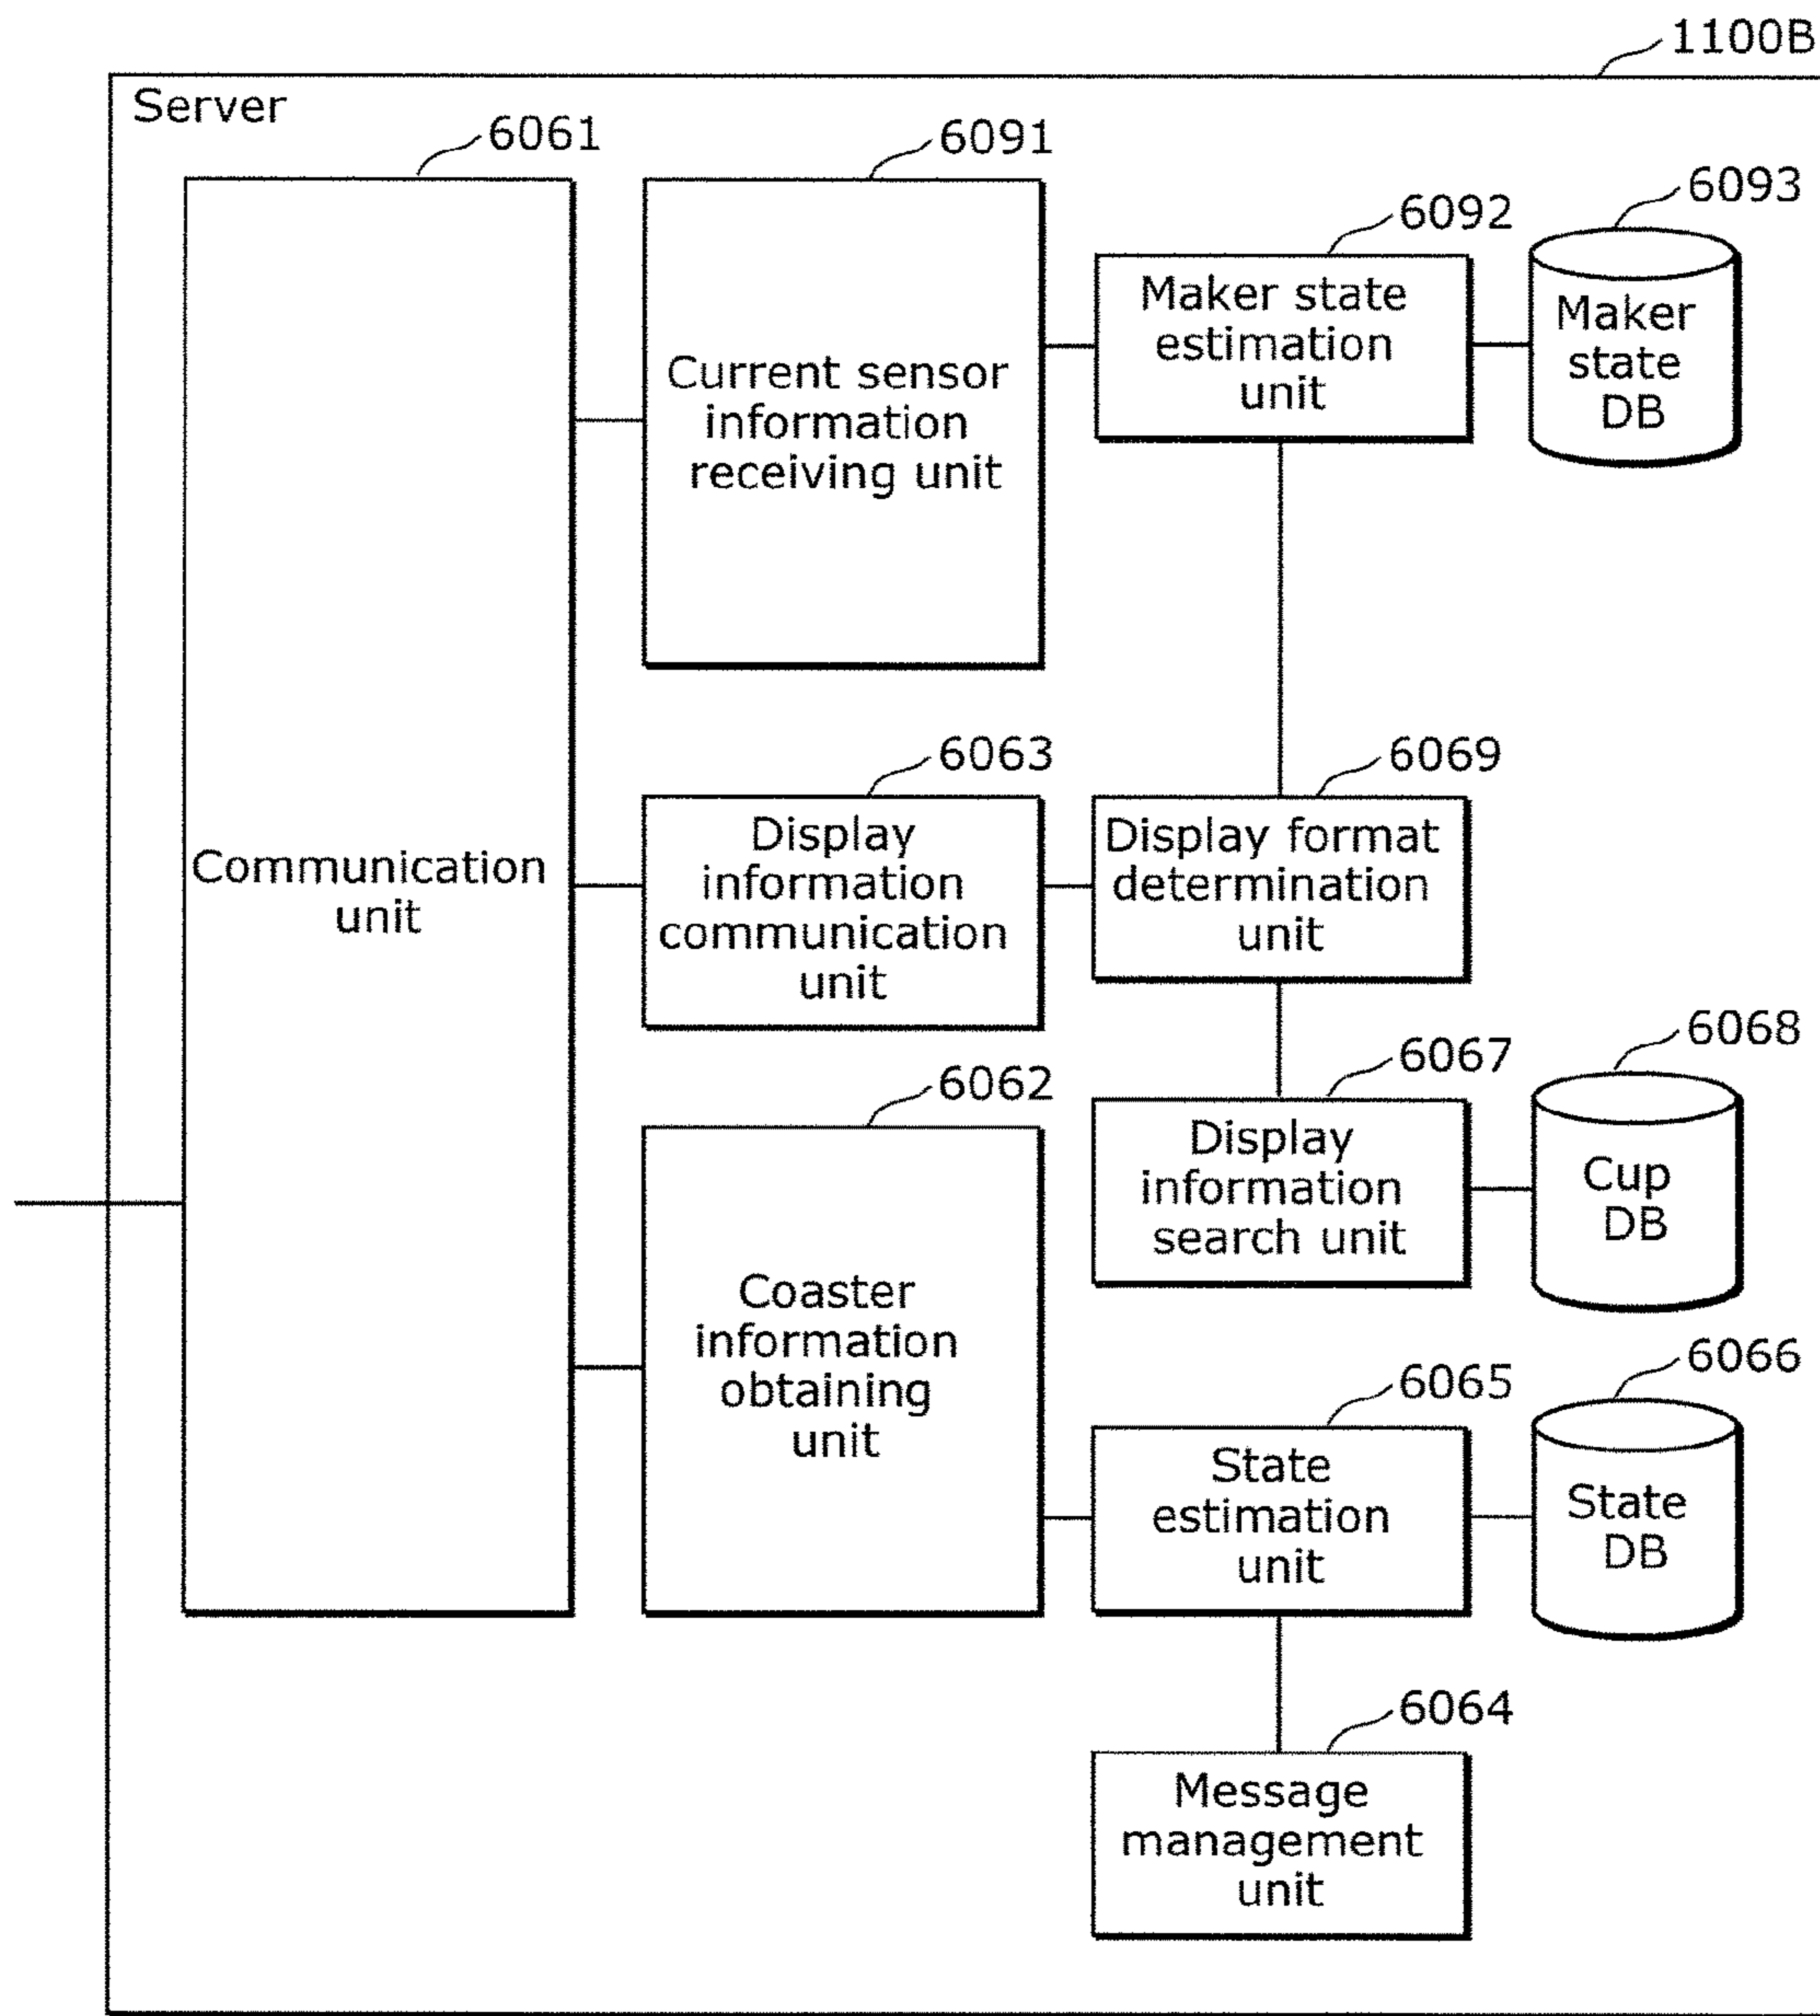 1100B
Server
6061
6091
6092
6093
Communication
unit
Current sensor
information
receiving unit
Maker state
estimation
unit
Maker
state
DB
6063
6069
Display
information
communication
unit
Display format
determination
unit
6062
6067
6068
Coaster
information
obtaining
unit
Display
information
search unit
Cup
DB
6065
6066
State
estimation
unit
State
DB
6064
Message
management
unit